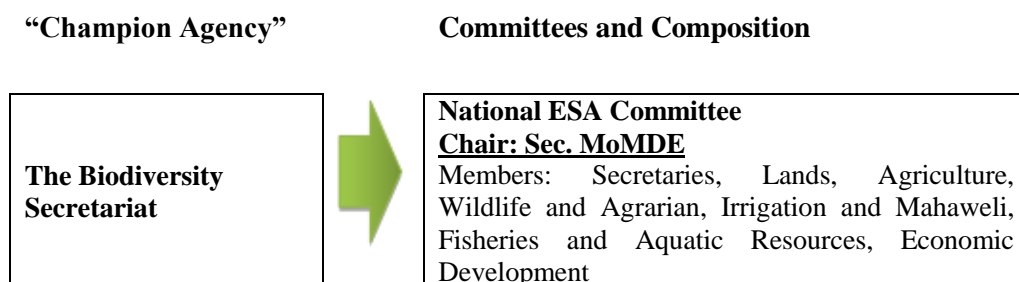 “Champion Agency”
Committees and Composition
The Biodiversity
Secretariat
National ESA Committee
Chair: Sec. MoMDE
Members: Secretaries, Lands, Agriculture,
Wildlife and Agrarian, Irrigation and Mahaweli,
Fisheries and Aquatic Resources, Economic
Development